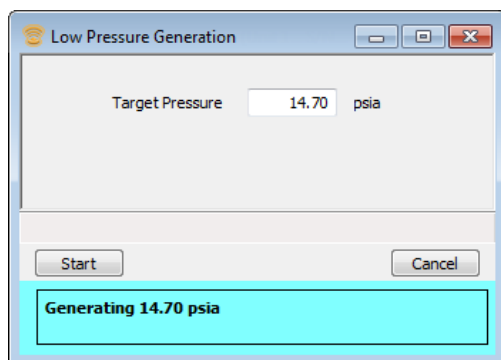 Low Pressure Generation
Target Pressure 14.70 psia
Start Cancel
Generating 14.70 psia